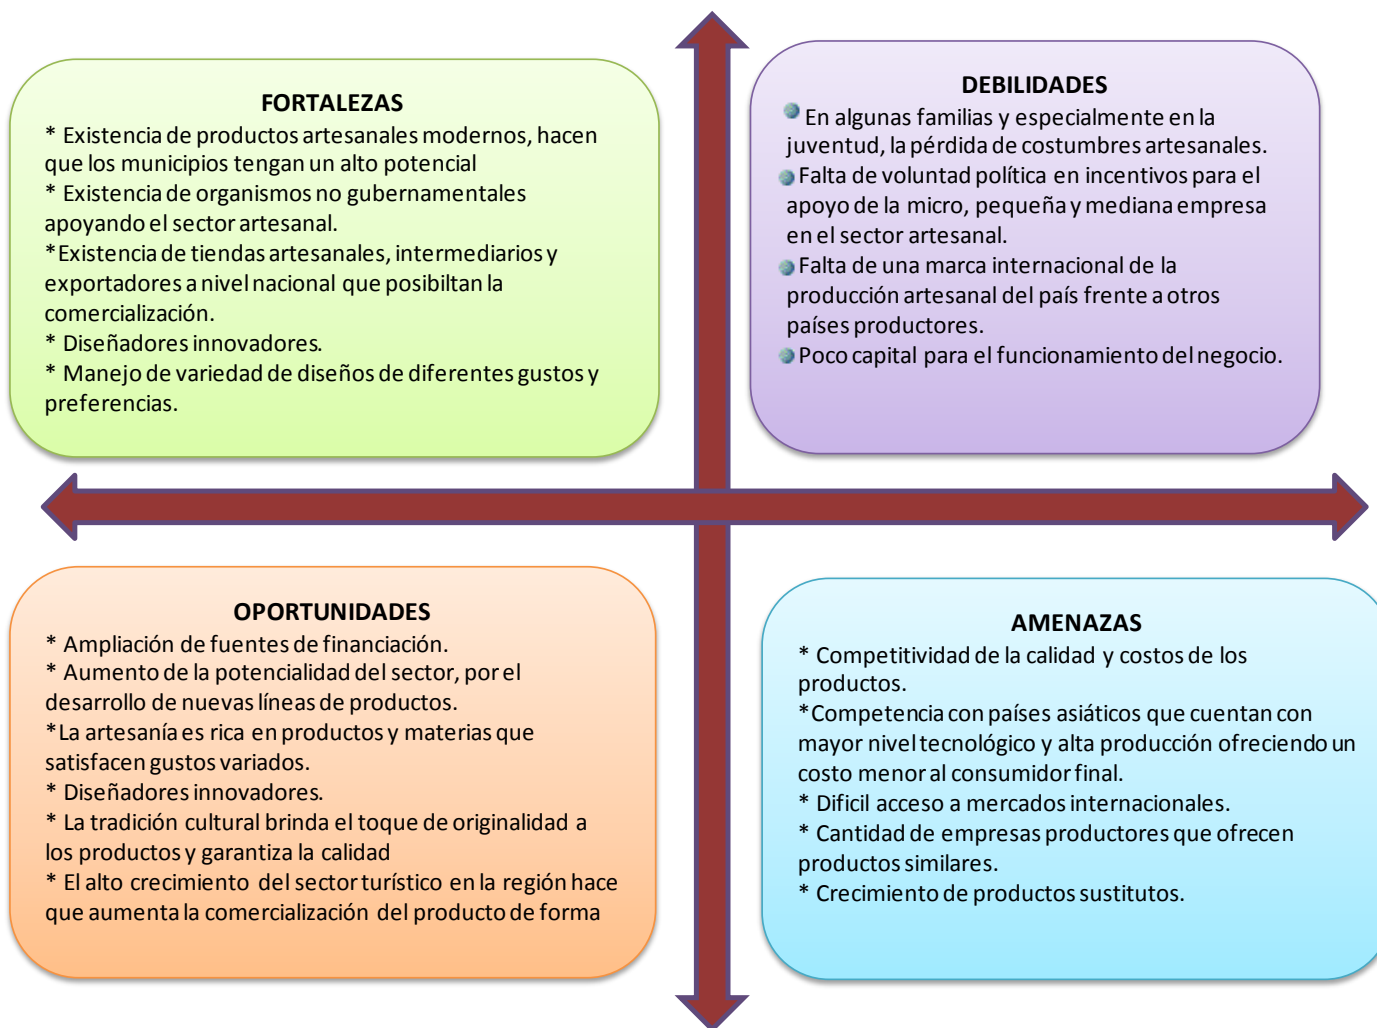 FORTALEZAS
* Existencia de productos artesanales modernos, hacen
que los municipios tengan un alto potencial
* Existencia de organismos no gubernamentales
apoyando el sector artesanal.
*Existencia de tiendas artesanales, intermediarios y
exportadores a nivel nacional que posibiltan la
comercialización.
* Diseñadores innovadores.
* Manejo de variedad de diseños de diferentes gustos y
preferencias.
DEBILIDADES
En algunas familias y especialmente en la
juventud, la pérdida de costumbres artesanales.
Falta de voluntad política en incentivos para el
apoyo de la micro, pequeña y mediana empresa
en el sector artesanal.
Falta de una marca internacional de la
producción artesanal del país frente a otros
países productores.
Poco capital para el funcionamiento del negocio.
OPORTUNIDADES
* Ampliación de fuentes de financiación.
* Aumento de la potencialidad del sector, por el
desarrollo de nuevas líneas de productos.
*La artesanía es rica en productos y materias que
satisfacen gustos variados.
* Diseñadores innovadores.
* La tradición cultural brinda el toque de originalidad a
los productos y garantiza la calidad
* El alto crecimiento del sector turístico en la región hace
que aumenta la comercialización del producto de forma
AMENAZAS
* Competitividad de la calidad y costos de los
productos.
*Competencia con países asiáticos que cuentan con
mayor nivel tecnológico y alta producción ofreciendo un
costo menor al consumidor final.
* Dificil acceso a mercados internacionales.
* Cantidad de empresas productores que ofrecen
productos similares.
* Crecimiento de productos sustitutos.